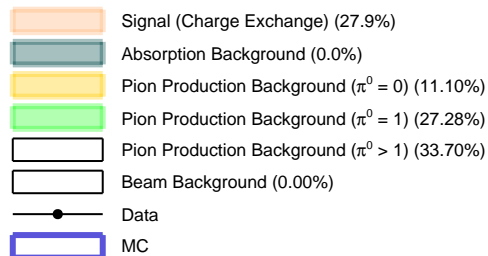 Signal (Charge Exchange) (27.9%)
Absorption Background (0.0%)
Pion Production Background (π⁰ = 0) (11.10%)
Pion Production Background (π⁰ = 1) (27.28%)
Pion Production Background (π⁰ > 1) (33.70%)
Beam Background (0.00%)
Data
MC